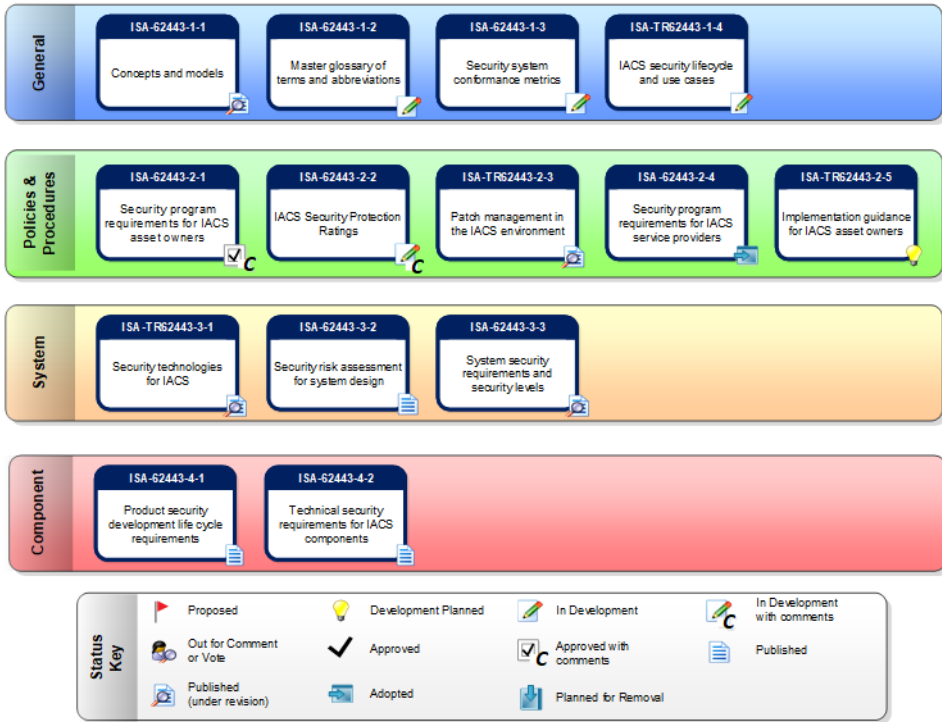 General
ISA-62443-1-1
Concepts and models
ISA-62443-1-2
Master glossary of
terms and abbreviations
ISA-62443-1-3
Security system
conformance metrics
ISA-TR62443-1-4
IACS security lifecycle
and use cases
Policies &
Procedures
ISA-62443-2-1
Security program
requirements for IACS
asset owners
C
ISA-62443-2-2
IACS Security Protection
Ratings
C
ISA-TR62443-2-3
Patch management in
the IACS environment
ISA-62443-2-4
Security program
requirements for IACS
service providers
ISA-TR62443-2-5
Implementation guidance
for IACS asset owners
System
ISA-TR62443-3-1
Security technologies
for IACS
ISA-62443-3-2
Security risk assessment
for system design
ISA-62443-3-3
System security
requirements and
security levels
Component
ISA-62443-4-1
Product security
development life cycle
requirements
ISA-62443-4-2
Technical security
requirements for IACS
components
Status
Key
Proposed
Development Planned
In Development
C
In Development
with comments
Out for Comment
or Vote
Approved
C
Approved with
comments
Published
Published
(under revision)
Adopted
Planned for Removal